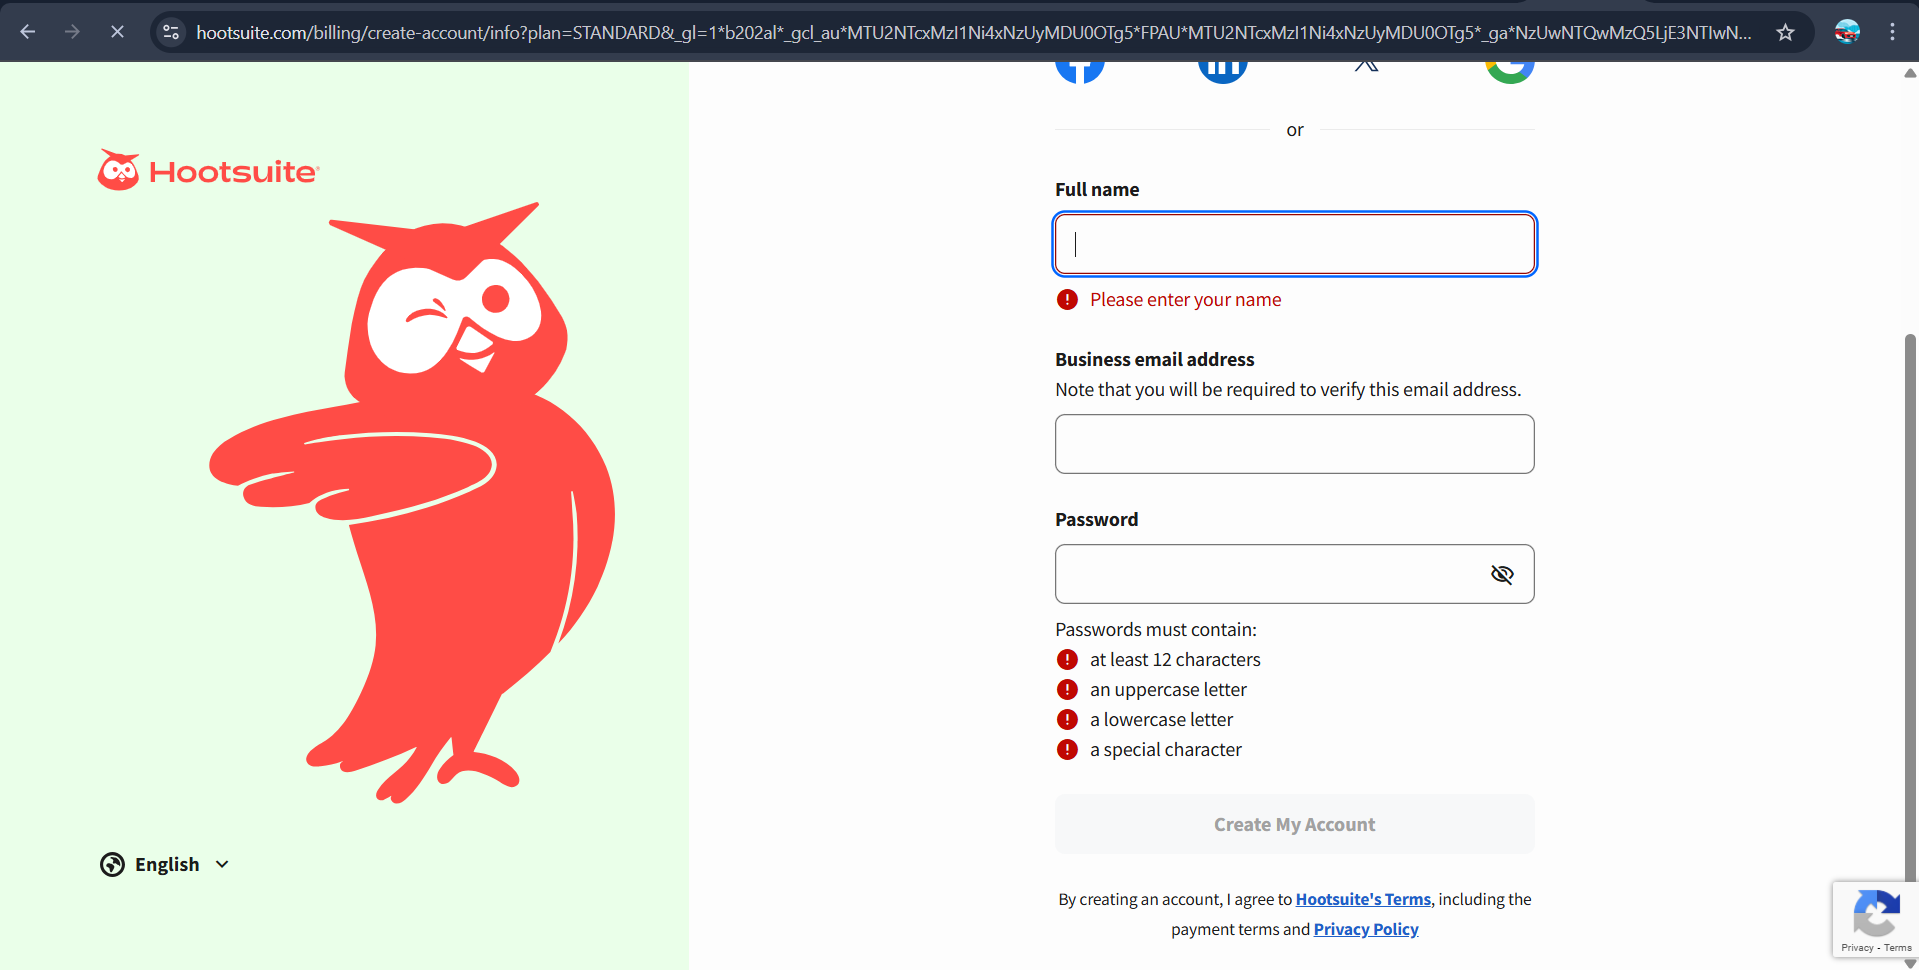 hootsuite.com/billing/create-account/info?plan=STANDARD&_gl=1*b202al*_gcl_au*MTU2NTcxMzI1Ni4xNzUyMDU0OTg5*FPAU*MTU2NTcxMzI1Ni4xNzUyMDU0OTg5*_ga*NzUwNTQwMzQ5LjE3NTIwN...
Hootsuite
or
Full name
Please enter your name
Business email address
Note that you will be required to verify this email address.
Password
Passwords must contain:
at least 12 characters
an uppercase letter
a lowercase letter
a special character
Create My Account
By creating an account, I agree to Hootsuite's Terms, including the
payment terms and Privacy Policy
English
Privacy - Terms